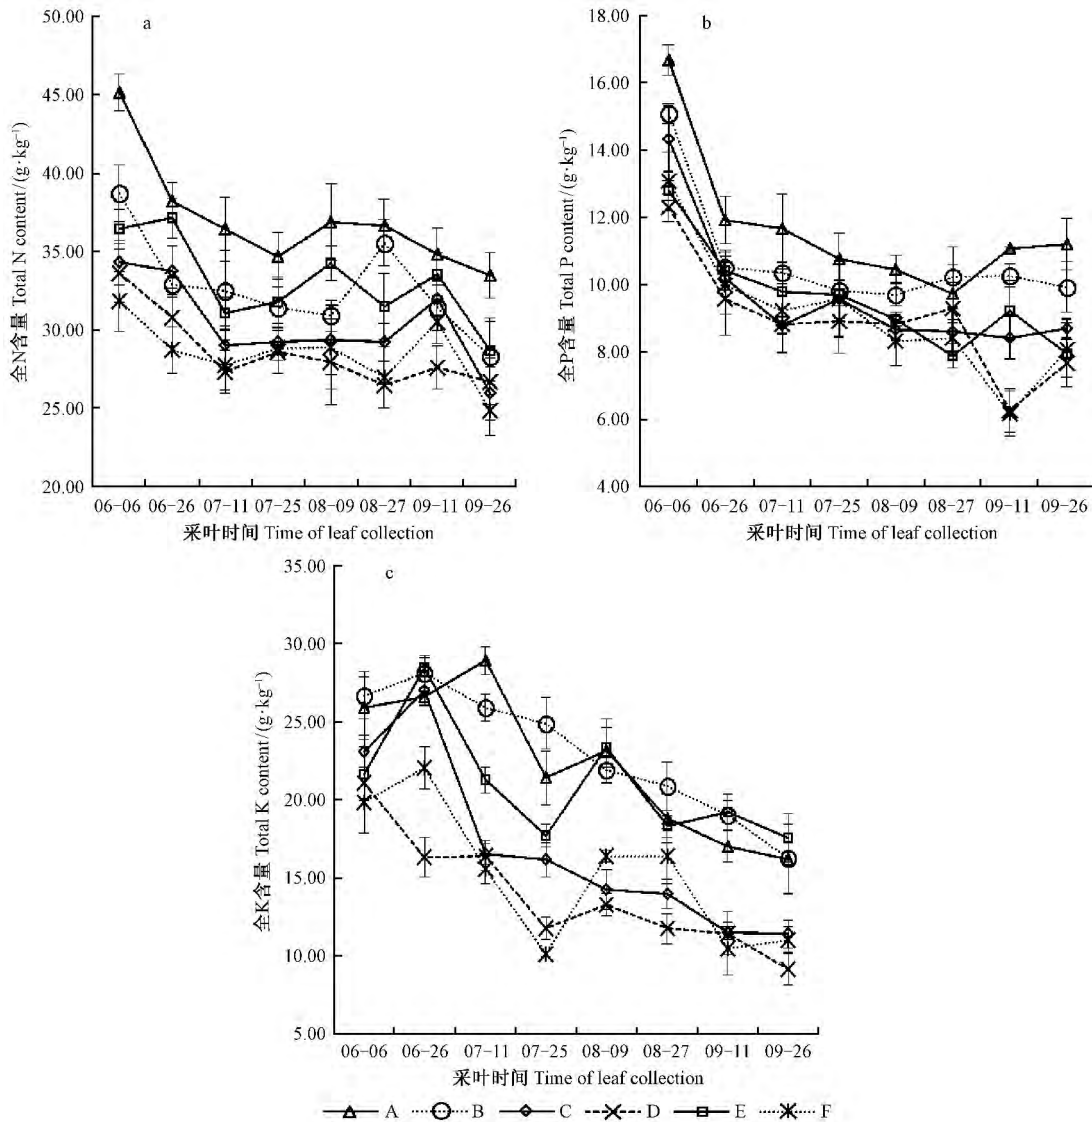 a
50.00
45.00
40.00
35.00
30.00
25.00
20.00
全N含量 Total N content/(g·kg⁻¹)
06-06 06-26 07-11 07-25 08-09 08-27 09-11 09-26
采叶时间 Time of leaf collection
b
18.00
16.00
14.00
12.00
10.00
8.00
6.00
4.00
全P含量 Total P content/(g·kg⁻¹)
06-06 06-26 07-11 07-25 08-09 08-27 09-11 09-26
采叶时间 Time of leaf collection
c
35.00
30.00
25.00
20.00
15.00
10.00
5.00
全K含量 Total K content/(g·kg⁻¹)
06-06 06-26 07-11 07-25 08-09 08-27 09-11 09-26
采叶时间 Time of leaf collection
A B C D E F